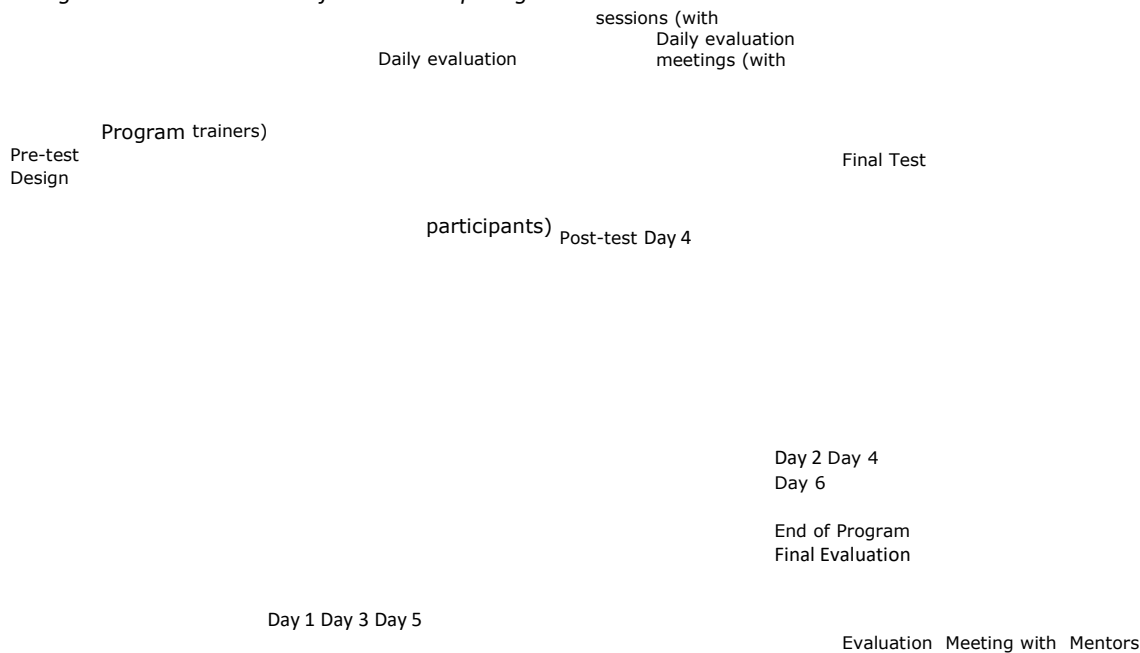 sessions (with
Daily evaluation
Daily evaluation
meetings (with
Program trainers)
Pre-test
Final Test
Design
participants) Post-test Day 4
Day 2 Day 4
Day 6
End of Program
Final Evaluation
Day 1 Day 3 Day 5
Evaluation Meeting with Mentors